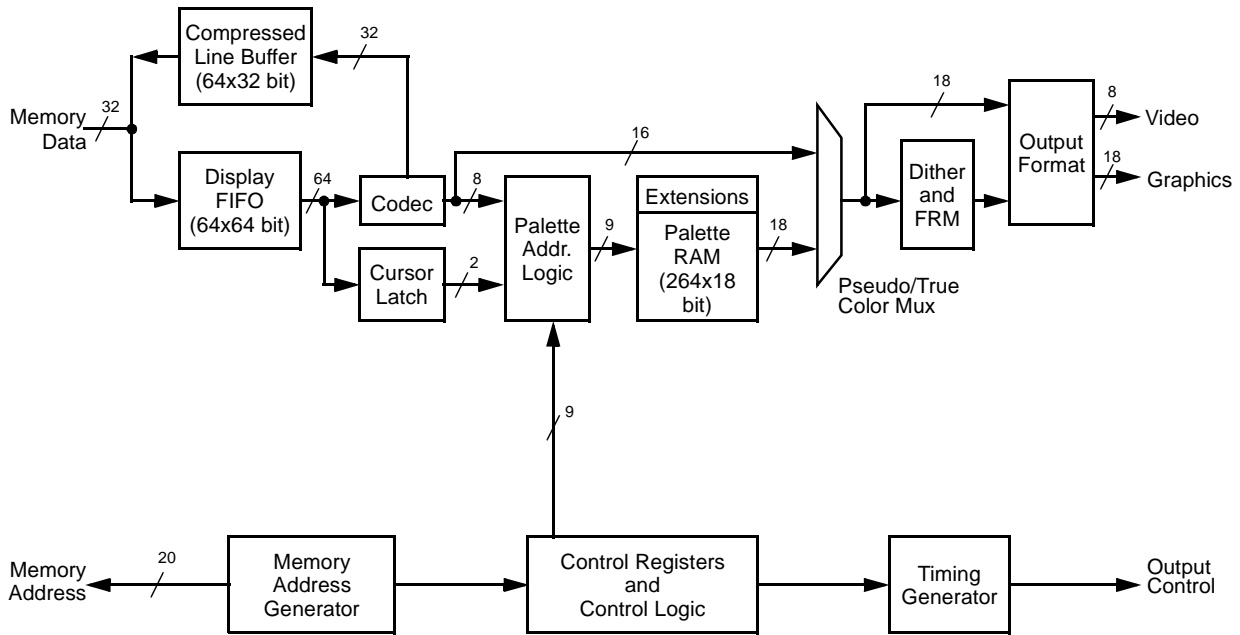 Compressed
Line Buffer
(64x32 bit)
32
32
Memory
Data
Display
FIFO
(64x64 bit)
64
Codec
8
16
Cursor
Latch
2
Palette
Addr.
Logic
9
Extensions
Palette
RAM
(264x18
bit)
18
Pseudo/True
Color Mux
18
Dither
and
FRM
Output
Format
8
Video
18
Graphics
9
Memory
Address
20
Memory
Address
Generator
Control Registers
and
Control Logic
Timing
Generator
Output
Control